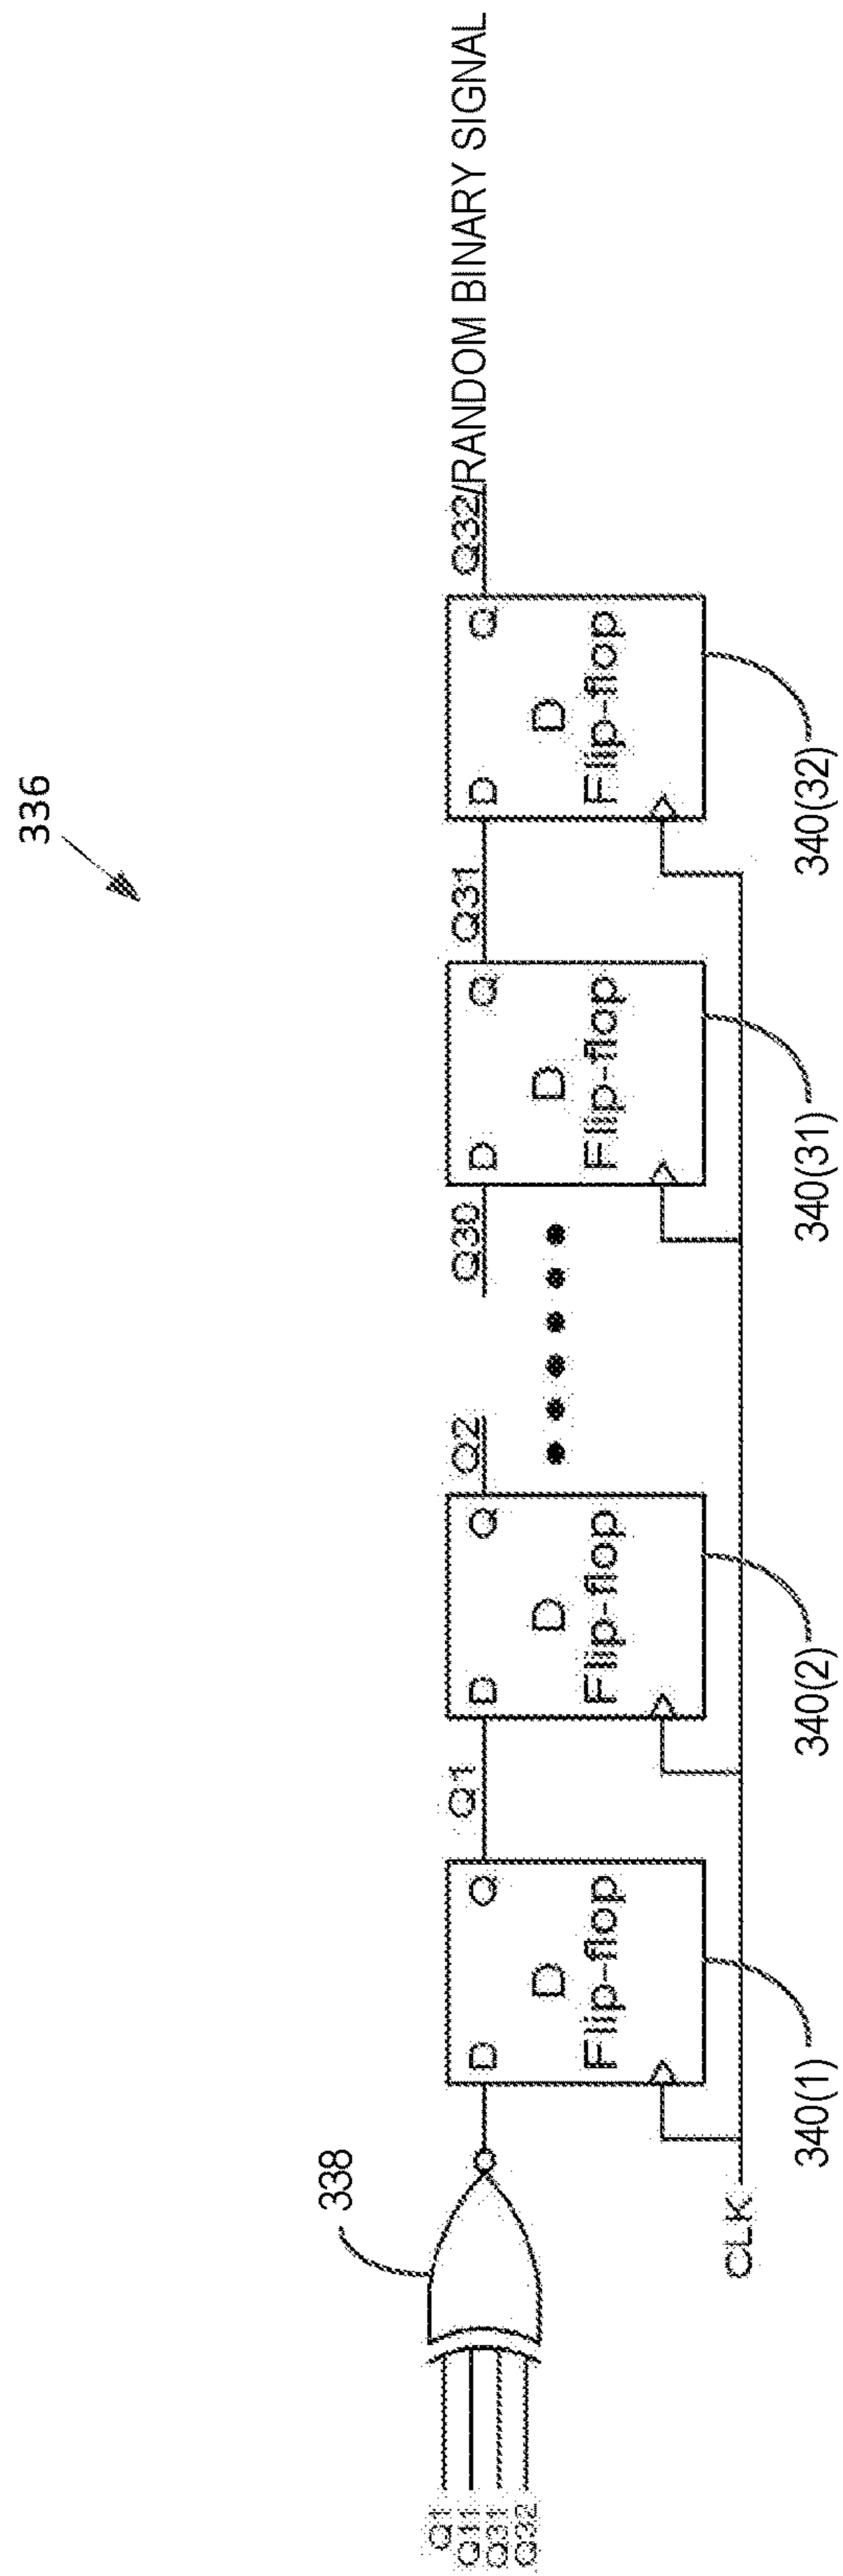 336
338
Q1
Q11
Q31
Q32
D
Q
D
Flip-flop
Q1
D
Q
D
Flip-flop
Q2
Q30
D
Q
D
Flip-flop
Q31
D
Q
D
Flip-flop
Q32/RANDOM BINARY SIGNAL
CLK
340(1)
340(2)
340(31)
340(32)